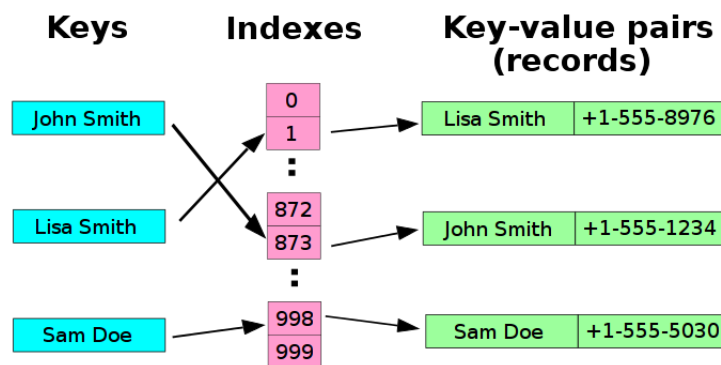 Keys
Indexes
Key-value pairs
(records)
John Smith
Lisa Smith
Sam Doe
0
1
:
872
873
:
998
999
Lisa Smith +1-555-8976
John Smith +1-555-1234
Sam Doe +1-555-5030